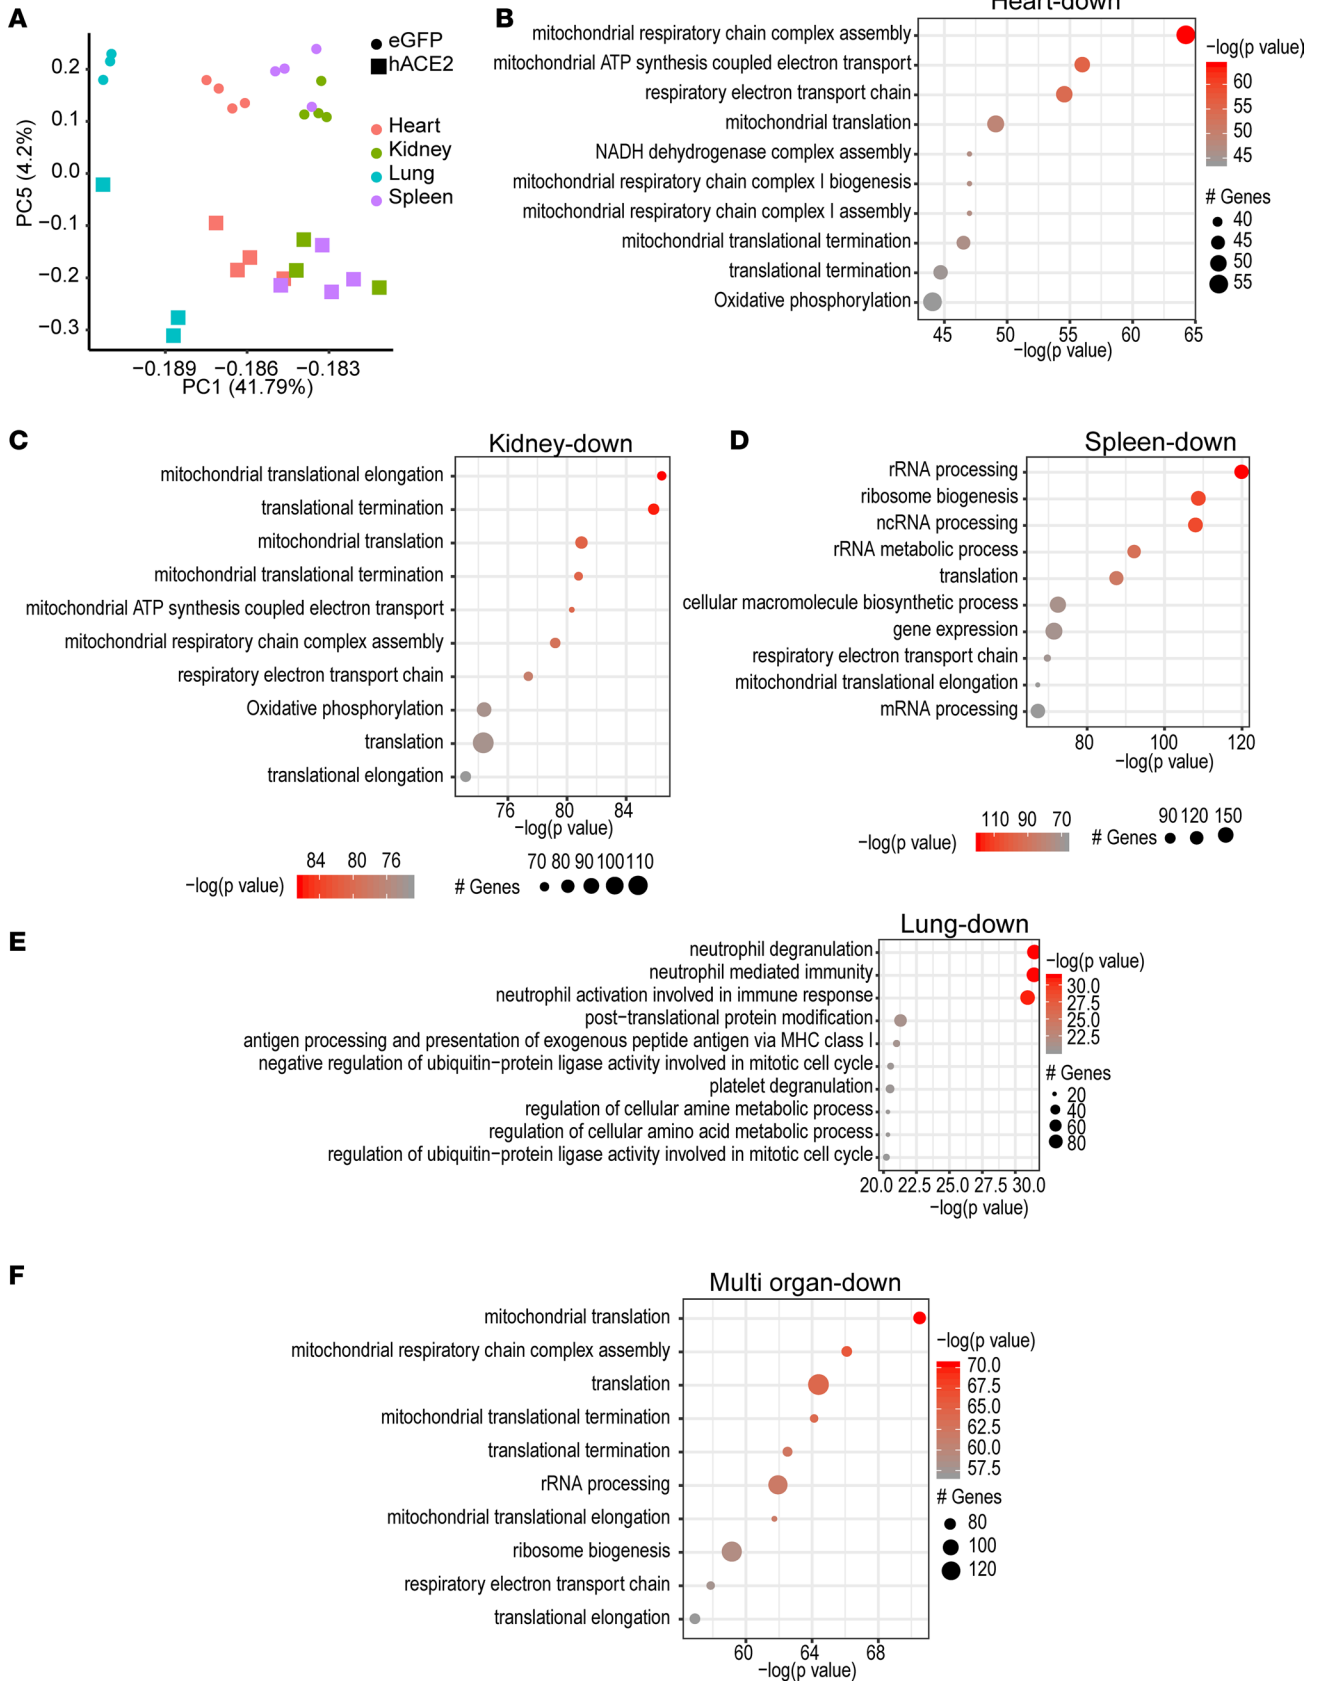 A
0.2
0.1
0.0
−0.1
−0.2
−0.3
PC5 (4.2%)
−0.189 −0.186 −0.183
PC1 (41.79%)
eGFP
hACE2
Heart
Kidney
Lung
Spleen
B
Heart-down
mitochondrial respiratory chain complex assembly
mitochondrial ATP synthesis coupled electron transport
respiratory electron transport chain
mitochondrial translation
NADH dehydrogenase complex assembly
mitochondrial respiratory chain complex I biogenesis
mitochondrial respiratory chain complex I assembly
mitochondrial translational termination
translational termination
Oxidative phosphorylation
45 50 55 60 65
−log(p value)
−log(p value)
60
55
50
45
# Genes
40
45
50
55
C
Kidney-down
mitochondrial translational elongation
translational termination
mitochondrial translation
mitochondrial translational termination
mitochondrial ATP synthesis coupled electron transport
mitochondrial respiratory chain complex assembly
respiratory electron transport chain
Oxidative phosphorylation
translation
translational elongation
76 80 84
−log(p value)
84 80 76
−log(p value)
70 80 90 100 110
# Genes
D
Spleen-down
rRNA processing
ribosome biogenesis
ncRNA processing
rRNA metabolic process
translation
cellular macromolecule biosynthetic process
gene expression
respiratory electron transport chain
mitochondrial translational elongation
mRNA processing
80 100 120
−log(p value)
110 90 70
−log(p value)
90 120 150
# Genes
E
Lung-down
neutrophil degranulation
neutrophil mediated immunity
neutrophil activation involved in immune response
post−translational protein modification
antigen processing and presentation of exogenous peptide antigen via MHC class I
negative regulation of ubiquitin−protein ligase activity involved in mitotic cell cycle
platelet degranulation
regulation of cellular amine metabolic process
regulation of cellular amino acid metabolic process
regulation of ubiquitin−protein ligase activity involved in mitotic cell cycle
20.0 22.5 25.0 27.5 30.0
−log(p value)
−log(p value)
30.0
27.5
25.0
22.5
# Genes
20
40
60
80
F
Multi organ-down
mitochondrial translation
mitochondrial respiratory chain complex assembly
translation
mitochondrial translational termination
translational termination
rRNA processing
mitochondrial translational elongation
ribosome biogenesis
respiratory electron transport chain
translational elongation
60 64 68
−log(p value)
−log(p value)
70.0
67.5
65.0
62.5
60.0
57.5
# Genes
80
100
120